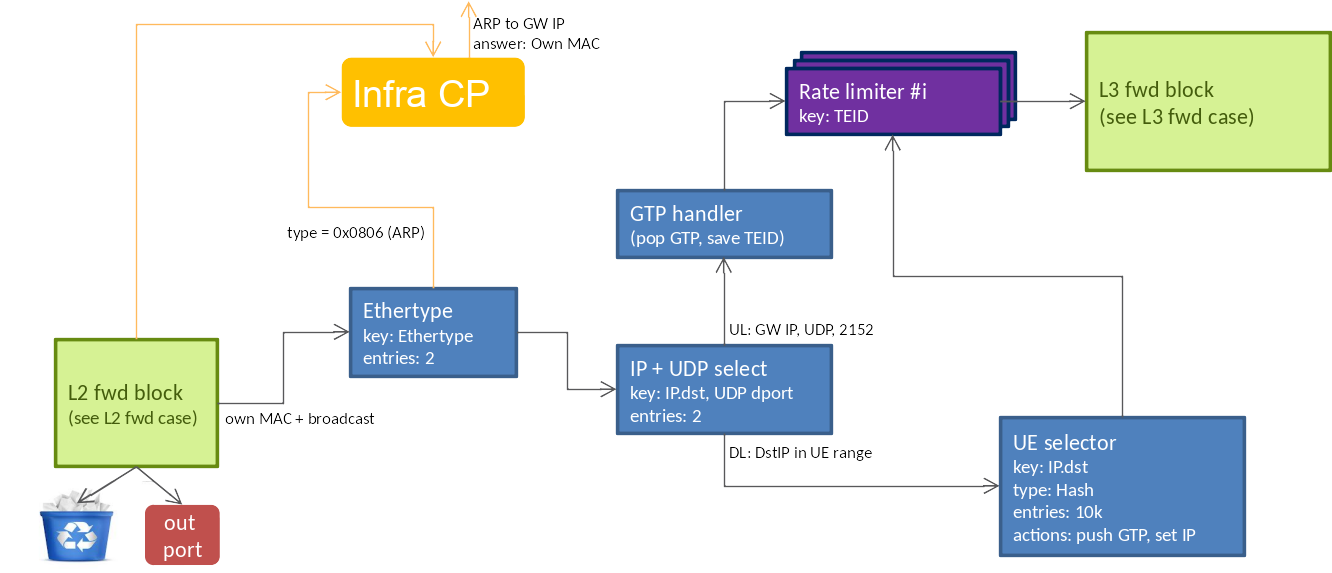 ARP to GW IP
answer: Own MAC
Infra CP
Rate limiter #i
key: TEID
L3 fwd block
(see L3 fwd case)
GTP handler
(pop GTP, save TEID)
type = 0x0806 (ARP)
Ethertype
key: Ethertype
entries: 2
UL: GW IP, UDP, 2152
IP + UDP select
key: IP.dst, UDP dport
entries: 2
L2 fwd block
(see L2 fwd case)
own MAC + broadcast
DL: DstIP in UE range
UE selector
key: IP.dst
type: Hash
entries: 10k
actions: push GTP, set IP
out
port